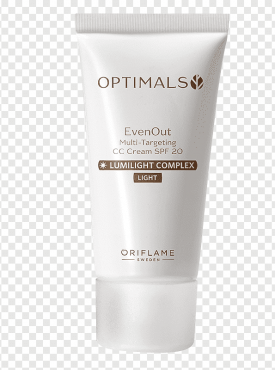 OPTIMALS
EvenOut
Multi-Targeting
CC Cream SPF 20
LUMILIGHT COMPLEX
LIGHT
ORIFLAME
SWEDEN